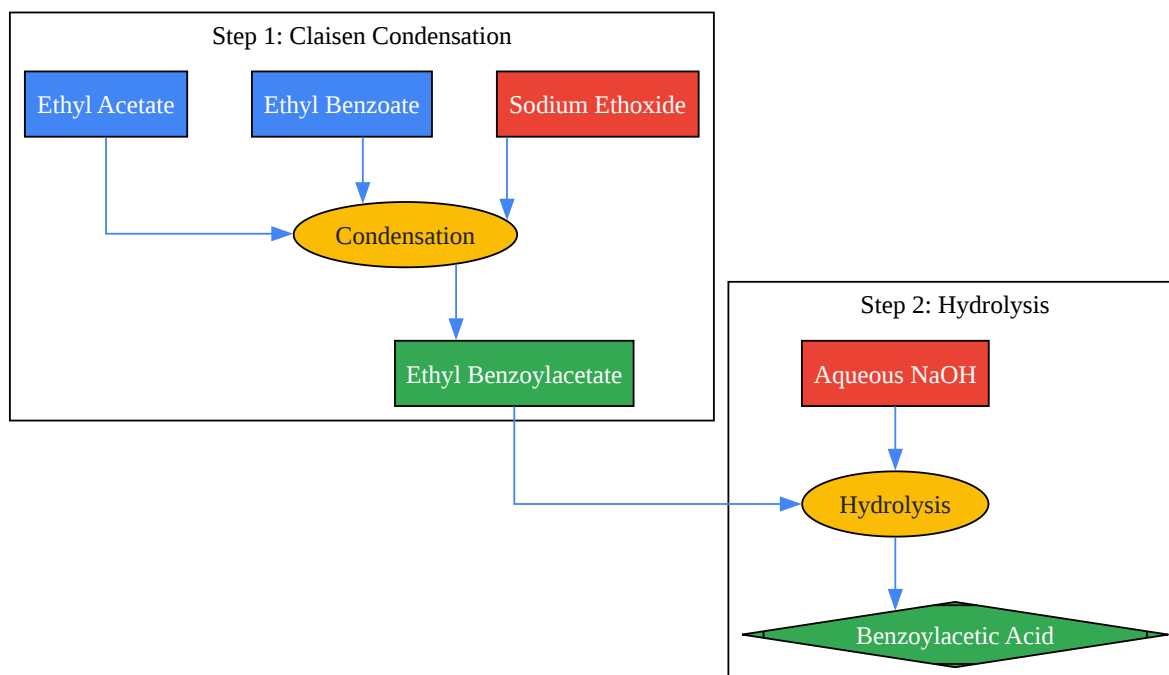 Step 1: Claisen Condensation
Ethyl Acetate
Ethyl Benzoate
Sodium Ethoxide
Condensation
Ethyl Benzoylacetate
Step 2: Hydrolysis
Aqueous NaOH
Hydrolysis
Benzoylacetic Acid